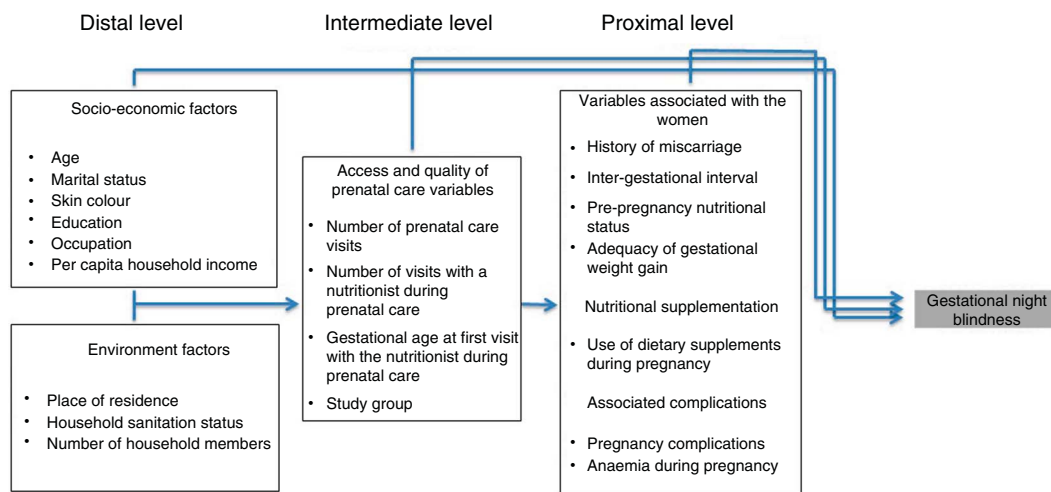 Distal level
Intermediate level
Proximal level
Socio-economic factors
• Age
• Marital status
• Skin colour
• Education
• Occupation
• Per capita household income
Environment factors
• Place of residence
• Household sanitation status
• Number of household members
Access and quality of
prenatal care variables
• Number of prenatal care
visits
• Number of visits with a
nutritionist during
prenatal care
• Gestational age at first visit
with the nutritionist during
prenatal care
• Study group
Variables associated with the
women
• History of miscarriage
• Inter-gestational interval
• Pre-pregnancy nutritional
status
• Adequacy of gestational
weight gain
Nutritional supplementation
• Use of dietary supplements
during pregnancy
Associated complications
• Pregnancy complications
• Anaemia during pregnancy
Gestational night
blindness